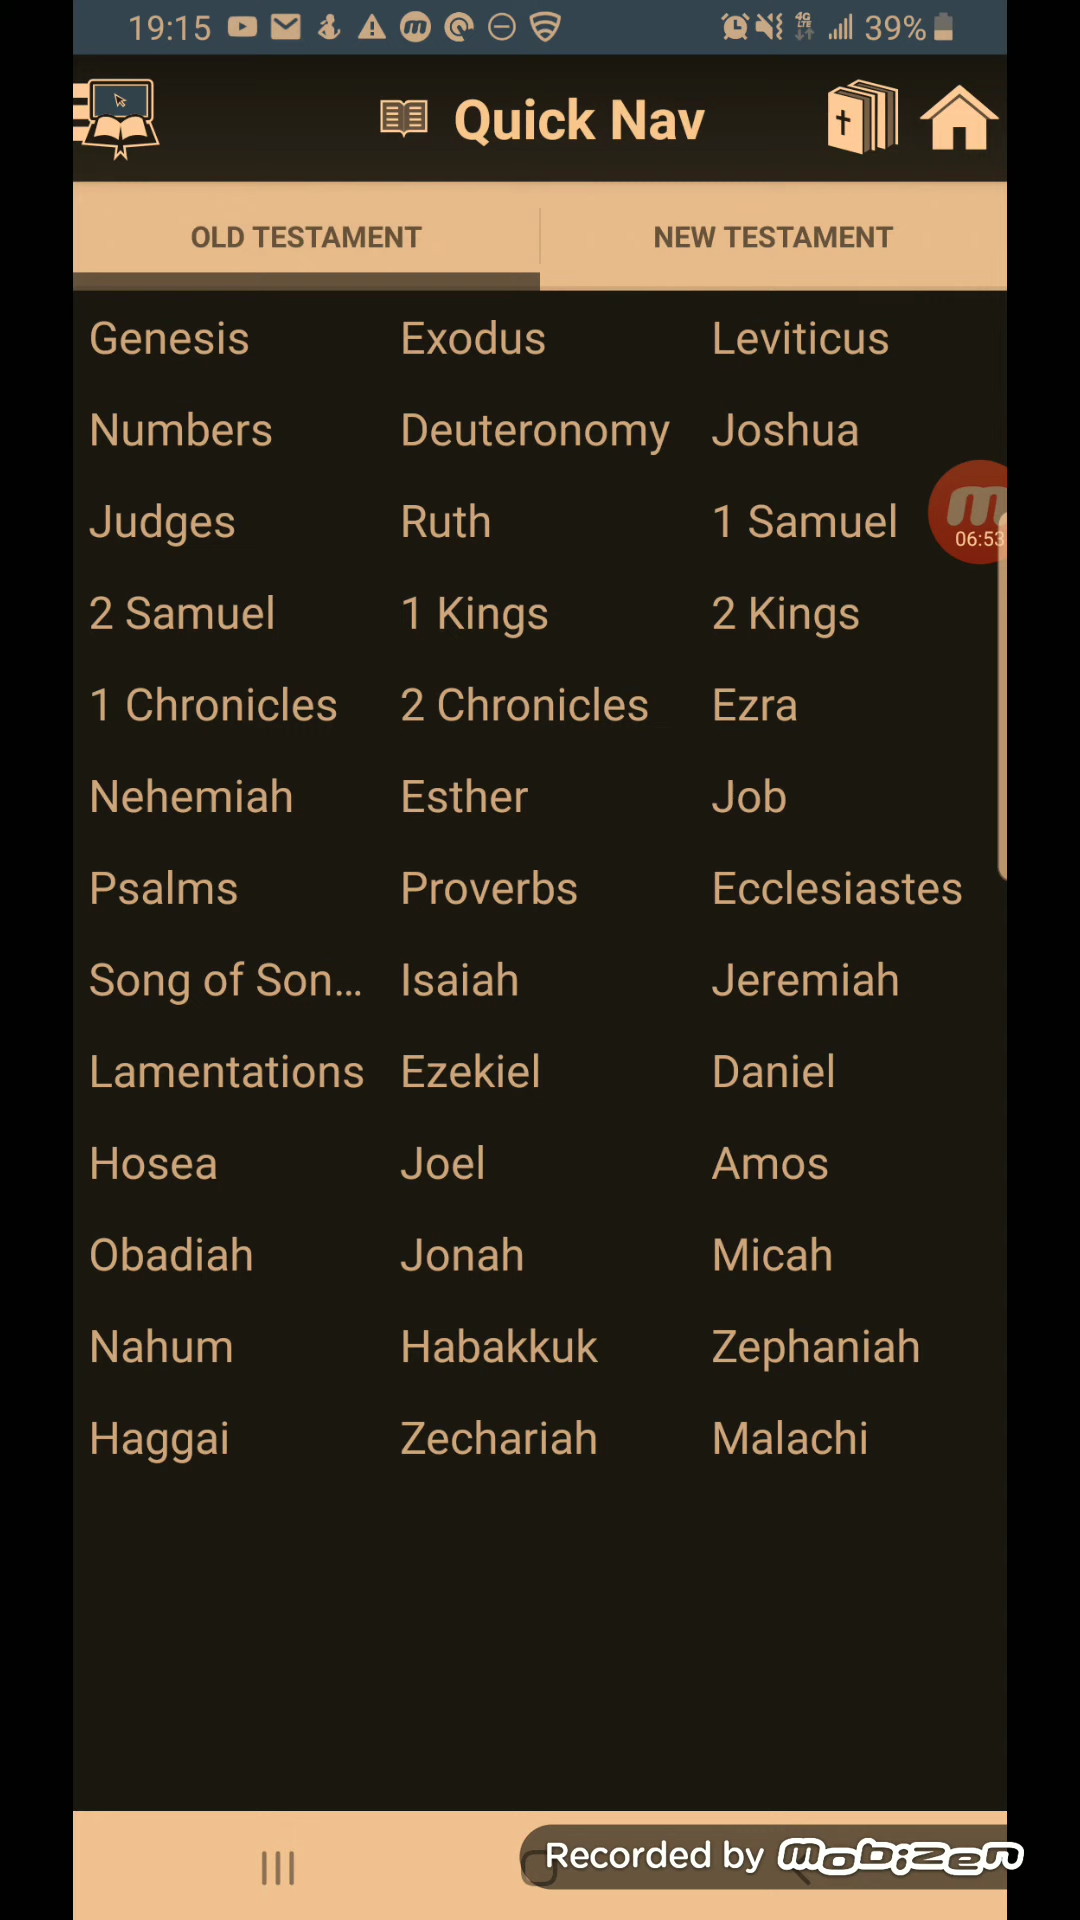 19:15 4G LTE 39%
Quick Nav
OLD TESTAMENT NEW TESTAMENT
Genesis Exodus Leviticus
Numbers Deuteronomy Joshua
Judges Ruth 1 Samuel
m
06:53
2 Samuel 1 Kings 2 Kings
1 Chronicles 2 Chronicles Ezra
Nehemiah Esther Job
Psalms Proverbs Ecclesiastes
Song of Son... Isaiah Jeremiah
Lamentations Ezekiel Daniel
Hosea Joel Amos
Obadiah Jonah Micah
Nahum Habakkuk Zephaniah
Haggai Zechariah Malachi
Recorded by mobizen